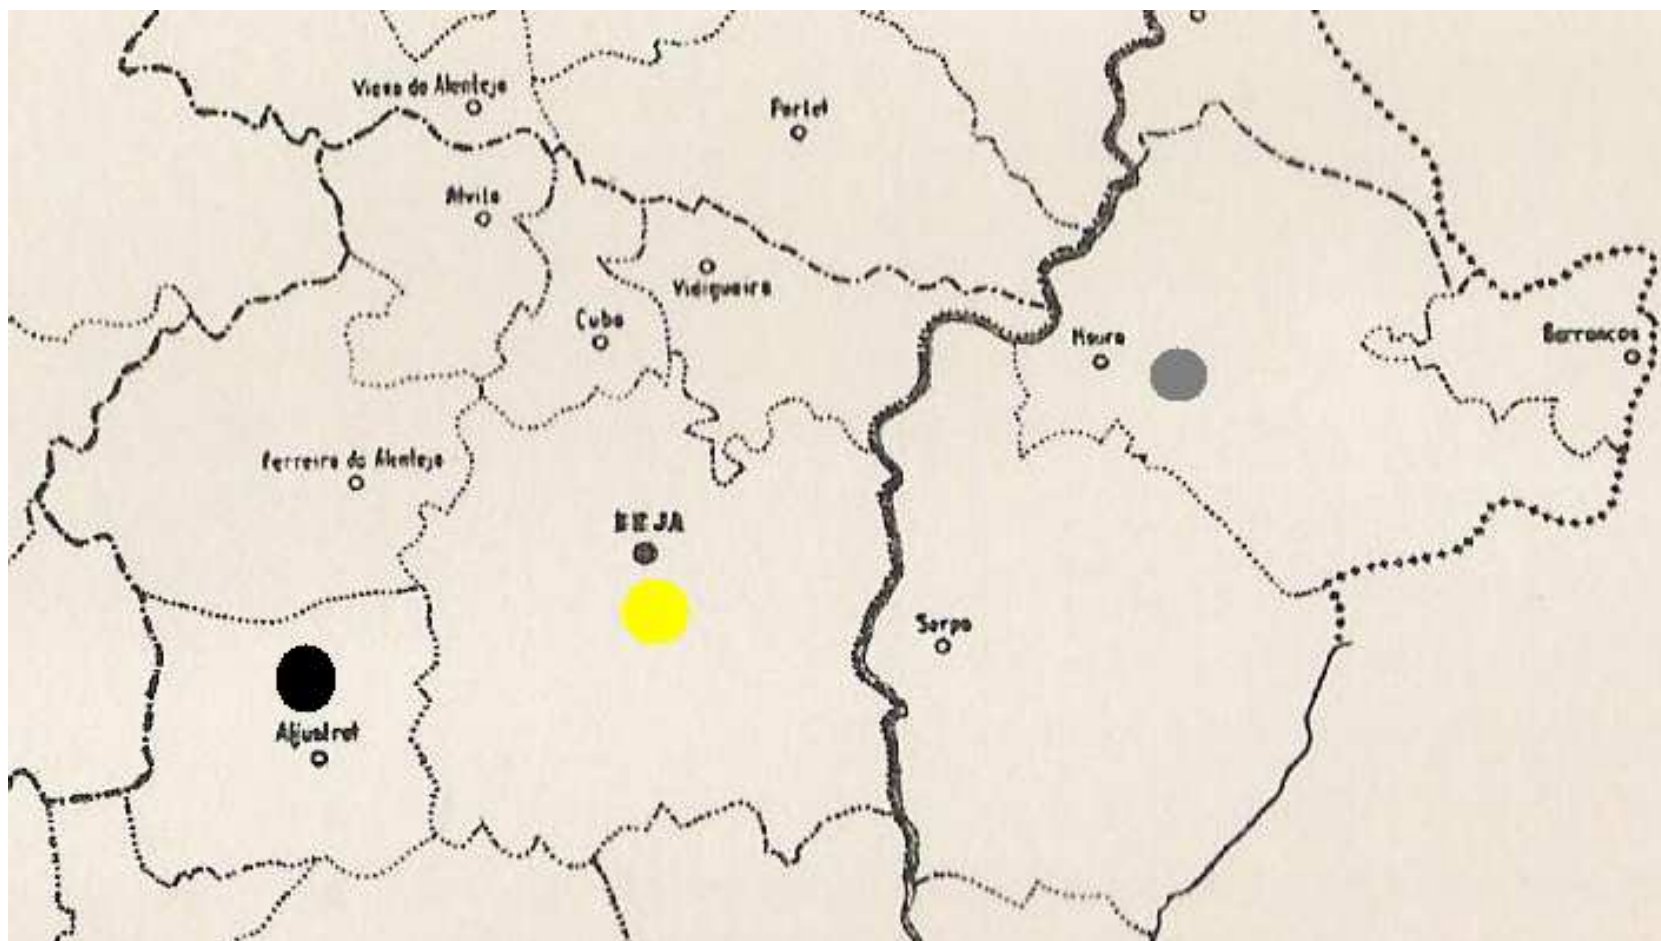 Viana do Alentejo
Portel
Alvito
Vidigueira
Cuba
Moura
Barrancos
Ferreira do Alentejo
BEJA
Serpa
Aljustrel